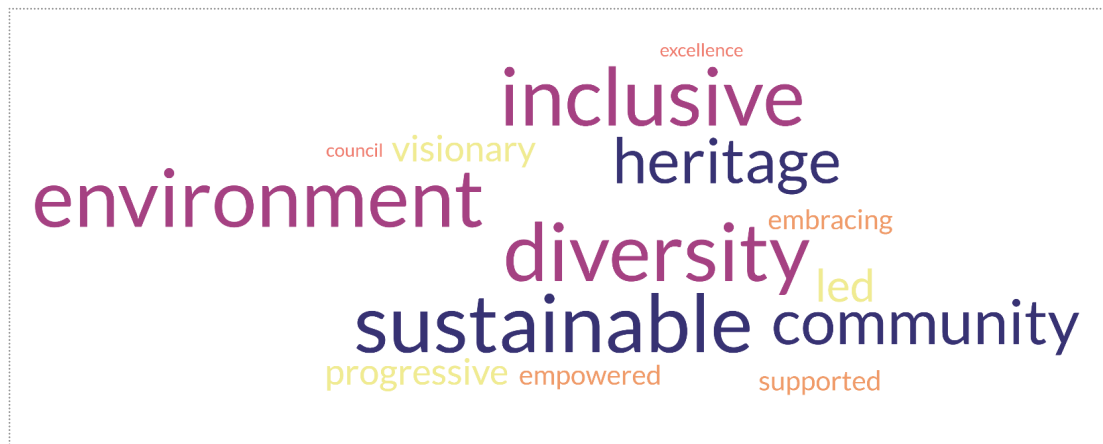 excellence
inclusive
heritage
council visionary
environment
embracing
diversity
led
sustainable community
progressive empowered supported